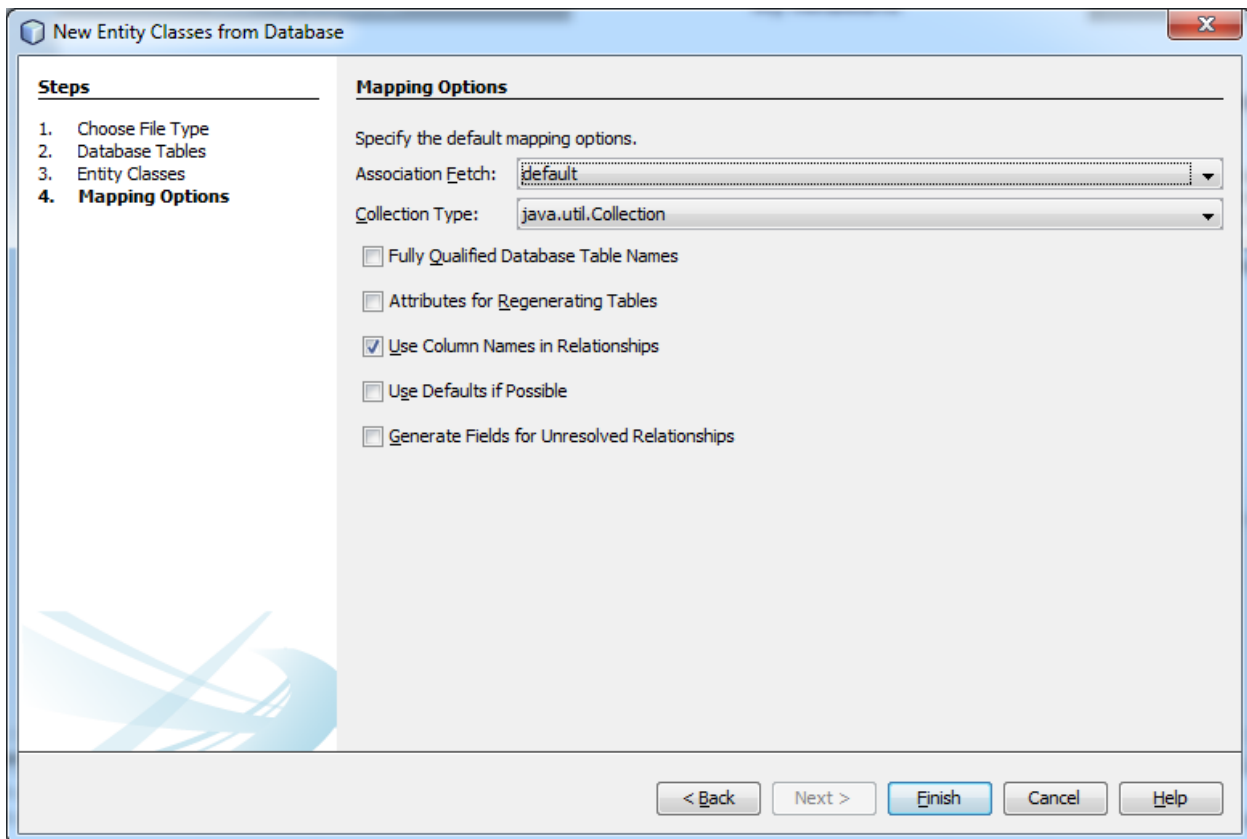 New Entity Classes from Database
X
Steps
1. Choose File Type
2. Database Tables
3. Entity Classes
4. Mapping Options
Mapping Options
Specify the default mapping options.
Association Fetch: default
Collection Type: java.util.Collection
Fully Qualified Database Table Names
Attributes for Regenerating Tables
Use Column Names in Relationships
Use Defaults if Possible
Generate Fields for Unresolved Relationships
< Back Next > Finish Cancel Help